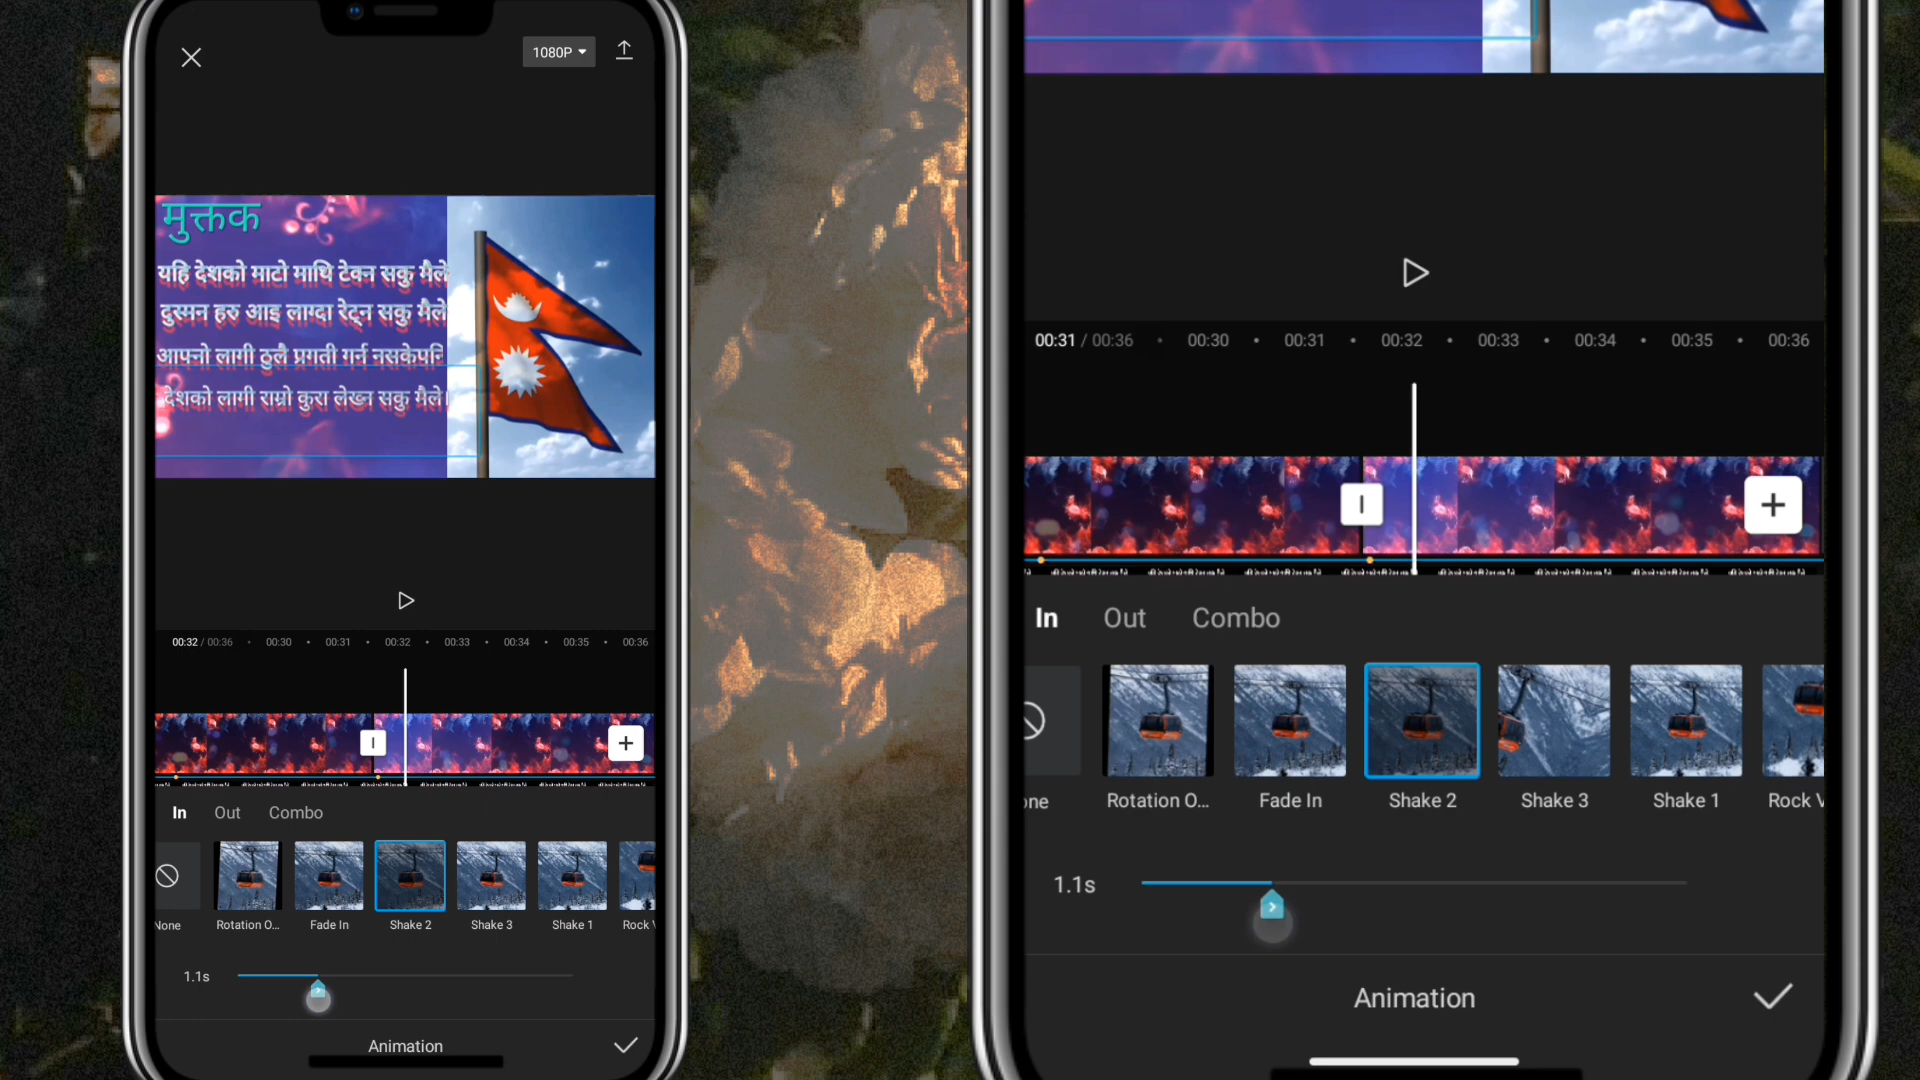 1080P
मुक्तक
यहि देशको माटो माथि टेक्न सकु मैले
दुस्मन हरु आइ लाग्दा रेट्न सकु मैले
आफ्नो लागी ठुलै प्रगती गर्न नसकेपनि
देशको लागी राम्रो कुरा लेख्न सकु मैले।
00:32 / 00:36 00:30 00:31 00:32 00:33 00:34 00:35 00:36
In Out Combo
None Rotation O... Fade In Shake 2 Shake 3 Shake 1 Rock V
1.1s
Animation
00:31 / 00:36 00:30 00:31 00:32 00:33 00:34 00:35 00:36
In Out Combo
one Rotation O... Fade In Shake 2 Shake 3 Shake 1 Rock V
1.1s
Animation